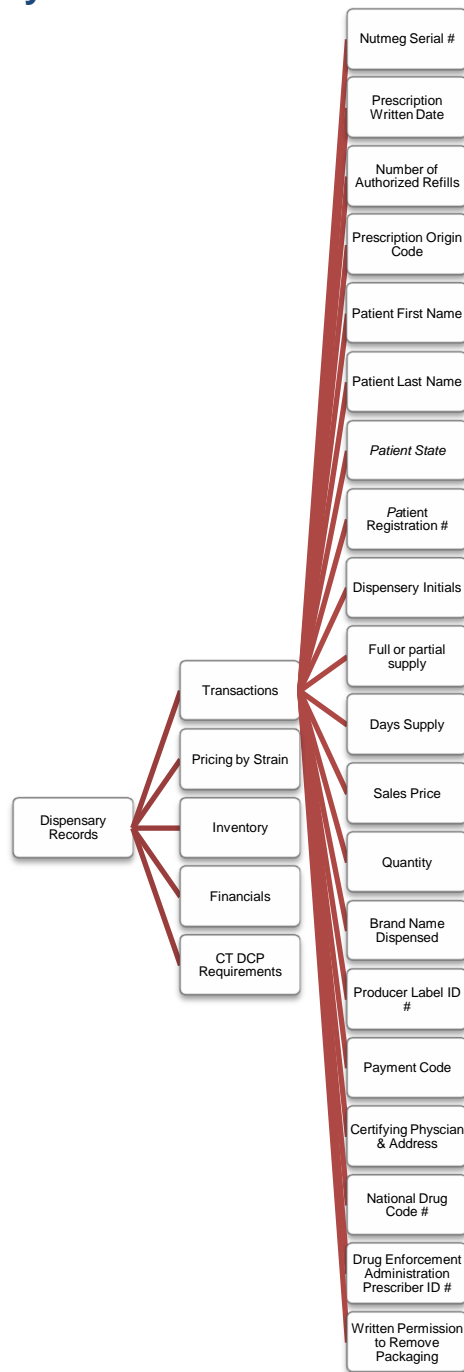 y
Nutmeg Serial #
Prescription
Written Date
Number of
Authorized Refills
Prescription Origin
Code
Patient First Name
Patient Last Name
Patient State
Patient
Registration #
Dispensery Initials
Full or partial
supply
Transactions
Days Supply
Pricing by Strain
Sales Price
Dispensary
Records
Inventory
Quantity
Financials
Brand Name
Dispensed
CT DCP
Requirements
Producer Label ID
#
Payment Code
Certifying Physcian
& Address
National Drug
Code #
Drug Enforcement
Administration
Prescriber ID #
Written Permission
to Remove
Packaging